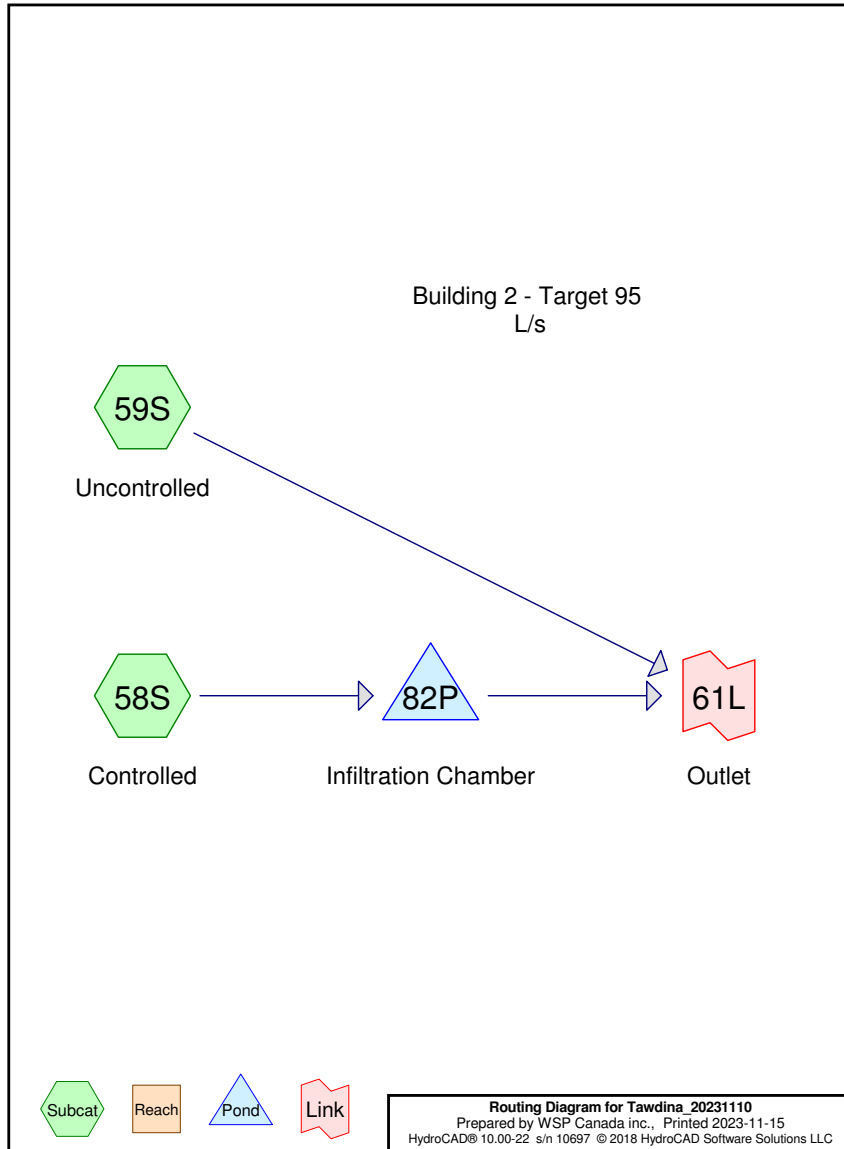 Building 2 - Target 95
L/s
59S
Uncontrolled
58S
82P
61L
Controlled
Infiltration Chamber
Outlet
Subcat
Reach
Pond
Link
Routing Diagram for Tawdina_20231110
Prepared by WSP Canada inc., Printed 2023-11-15
HydroCAD® 10.00-22 s/n 10697 © 2018 HydroCAD Software Solutions LLC